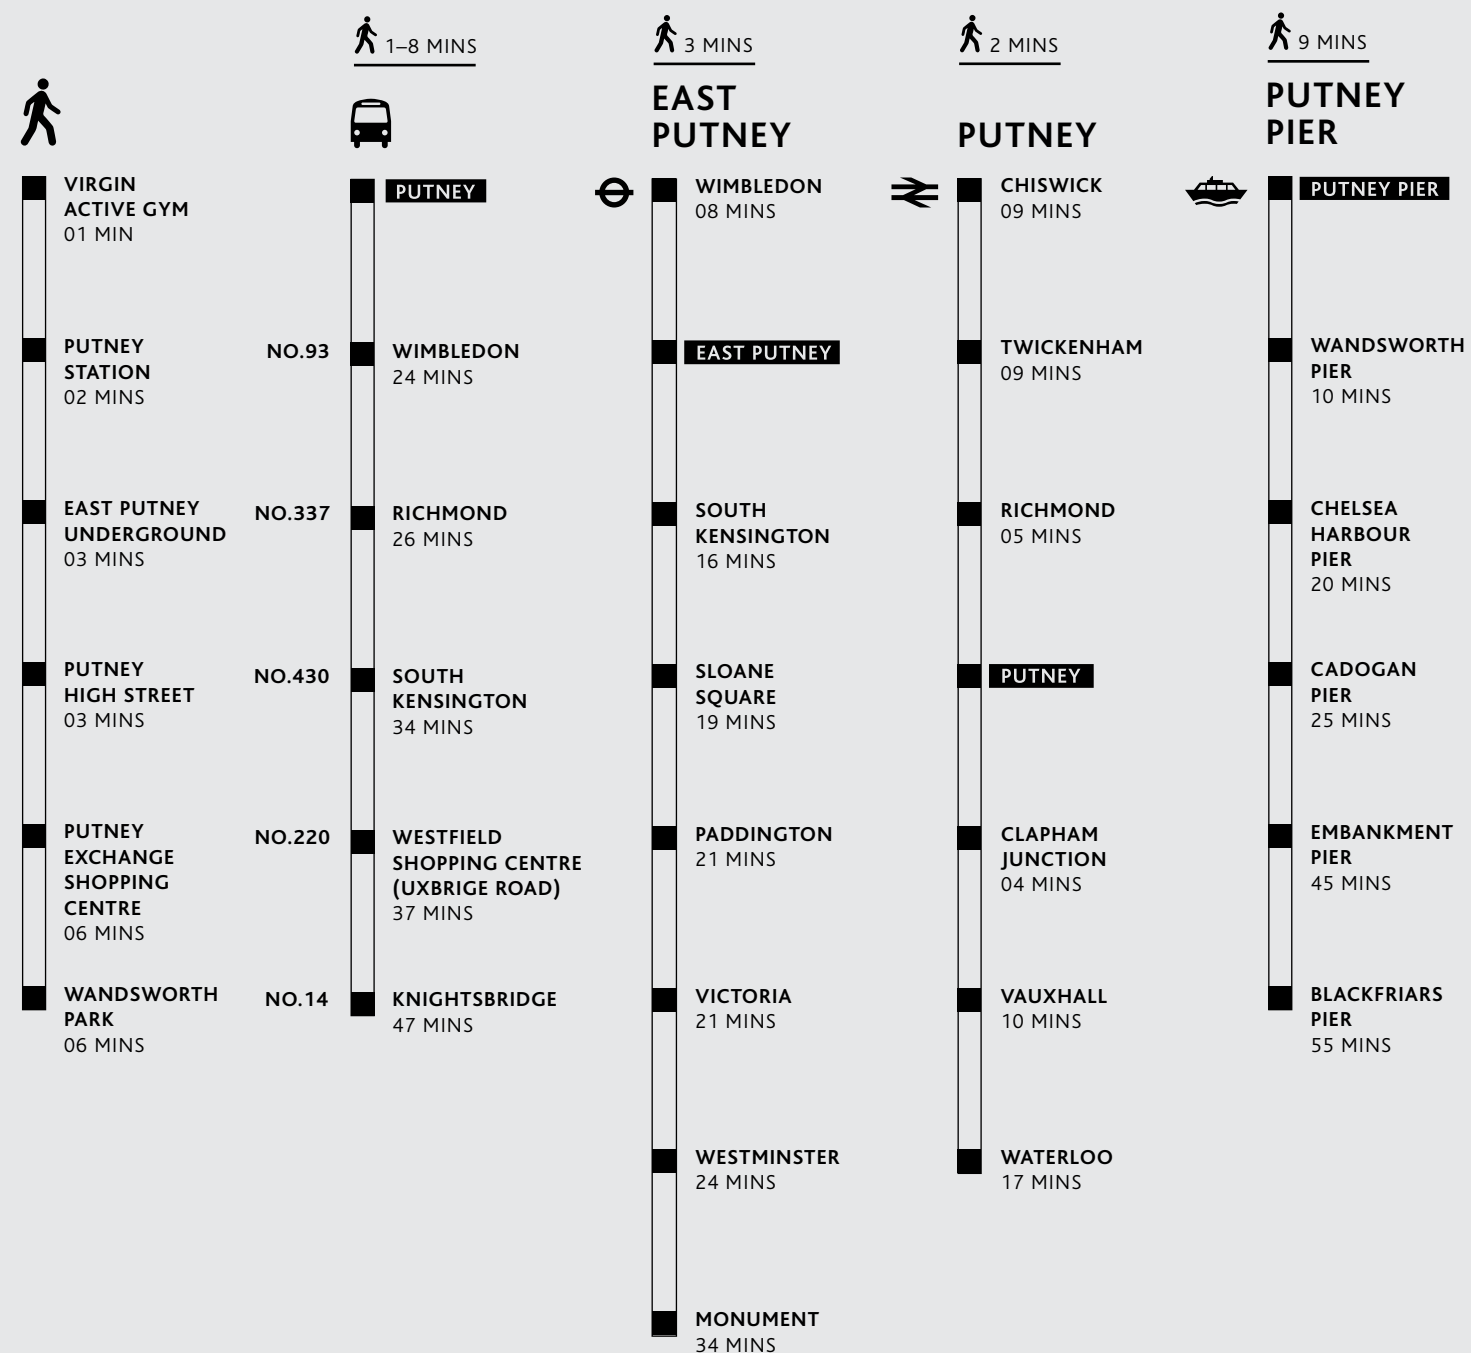 1–8 MINS
3 MINS
2 MINS
9 MINS
EAST
PUTNEY
PUTNEY
PUTNEY
PIER
VIRGIN
ACTIVE GYM
01 MIN
PUTNEY
STATION
02 MINS
EAST PUTNEY
UNDERGROUND
03 MINS
PUTNEY
HIGH STREET
03 MINS
PUTNEY
EXCHANGE
SHOPPING
CENTRE
06 MINS
WANDSWORTH
PARK
06 MINS
PUTNEY
NO.93
WIMBLEDON
24 MINS
NO.337
RICHMOND
26 MINS
NO.430
SOUTH
KENSINGTON
34 MINS
NO.220
WESTFIELD
SHOPPING CENTRE
(UXBRIGE ROAD)
37 MINS
NO.14
KNIGHTSBRIDGE
47 MINS
WIMBLEDON
08 MINS
EAST PUTNEY
SOUTH
KENSINGTON
16 MINS
SLOANE
SQUARE
19 MINS
PADDINGTON
21 MINS
VICTORIA
21 MINS
WESTMINSTER
24 MINS
MONUMENT
34 MINS
CHISWICK
09 MINS
TWICKENHAM
09 MINS
RICHMOND
05 MINS
PUTNEY
CLAPHAM
JUNCTION
04 MINS
VAUXHALL
10 MINS
WATERLOO
17 MINS
PUTNEY PIER
WANDSWORTH
PIER
10 MINS
CHELSEA
HARBOUR
PIER
20 MINS
CADOGAN
PIER
25 MINS
EMBANKMENT
PIER
45 MINS
BLACKFRIARS
PIER
55 MINS